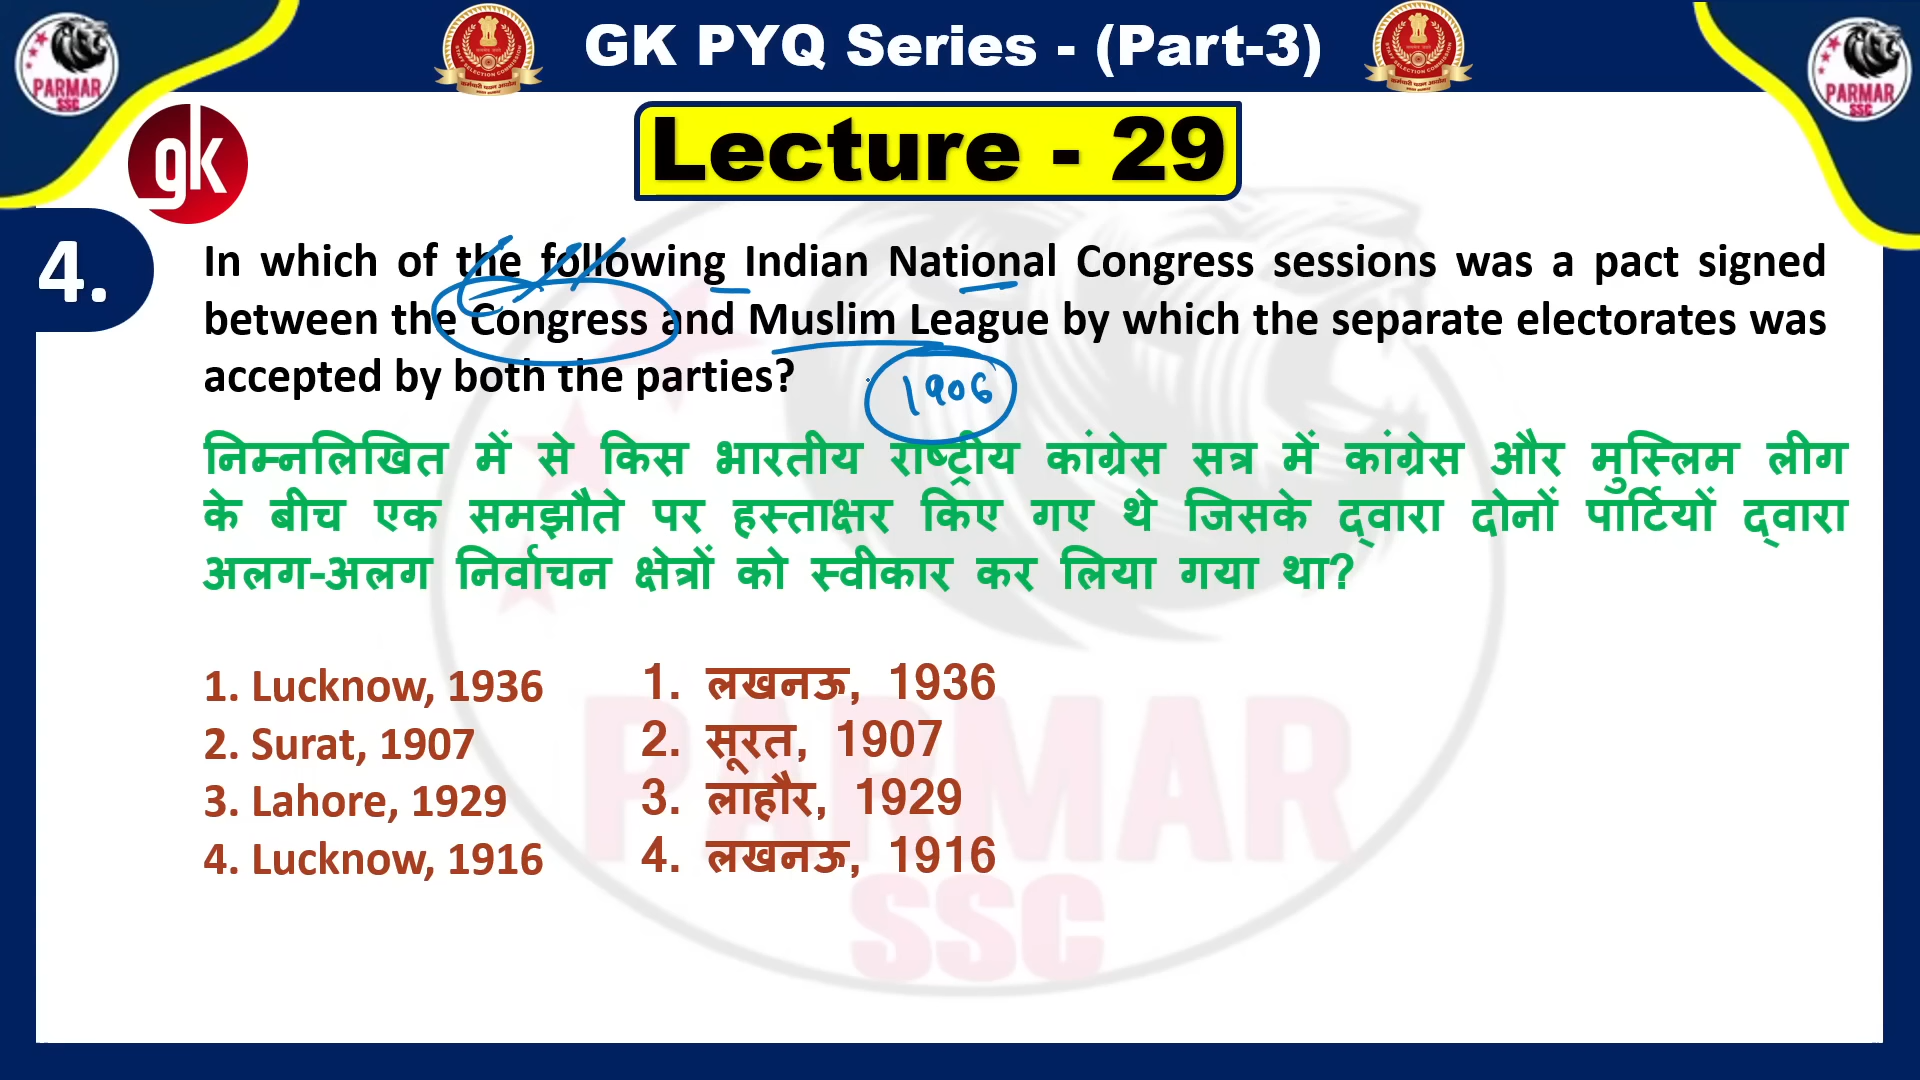 PARMAR
SSC
GK PYQ Series - (Part-3)
PARMAR
SSC
gk
Lecture - 29
4.
In which of the following Indian National Congress sessions was a pact signed
between the Congress and Muslim League by which the separate electorates was
accepted by both the parties?
1906
निम्नलिखित में से किस भारतीय राष्ट्रीय कांग्रेस सत्र में कांग्रेस और मुस्लिम लीग
के बीच एक समझौते पर हस्ताक्षर किए गए थे जिसके द्वारा दोनों पार्टियों द्वारा
अलग-अलग निर्वाचन क्षेत्रों को स्वीकार कर लिया गया था?
1. Lucknow, 1936
2. Surat, 1907
3. Lahore, 1929
4. Lucknow, 1916
1. लखनऊ, 1936
2. सूरत, 1907
3. लाहौर, 1929
4. लखनऊ, 1916
PARMAR
SSC